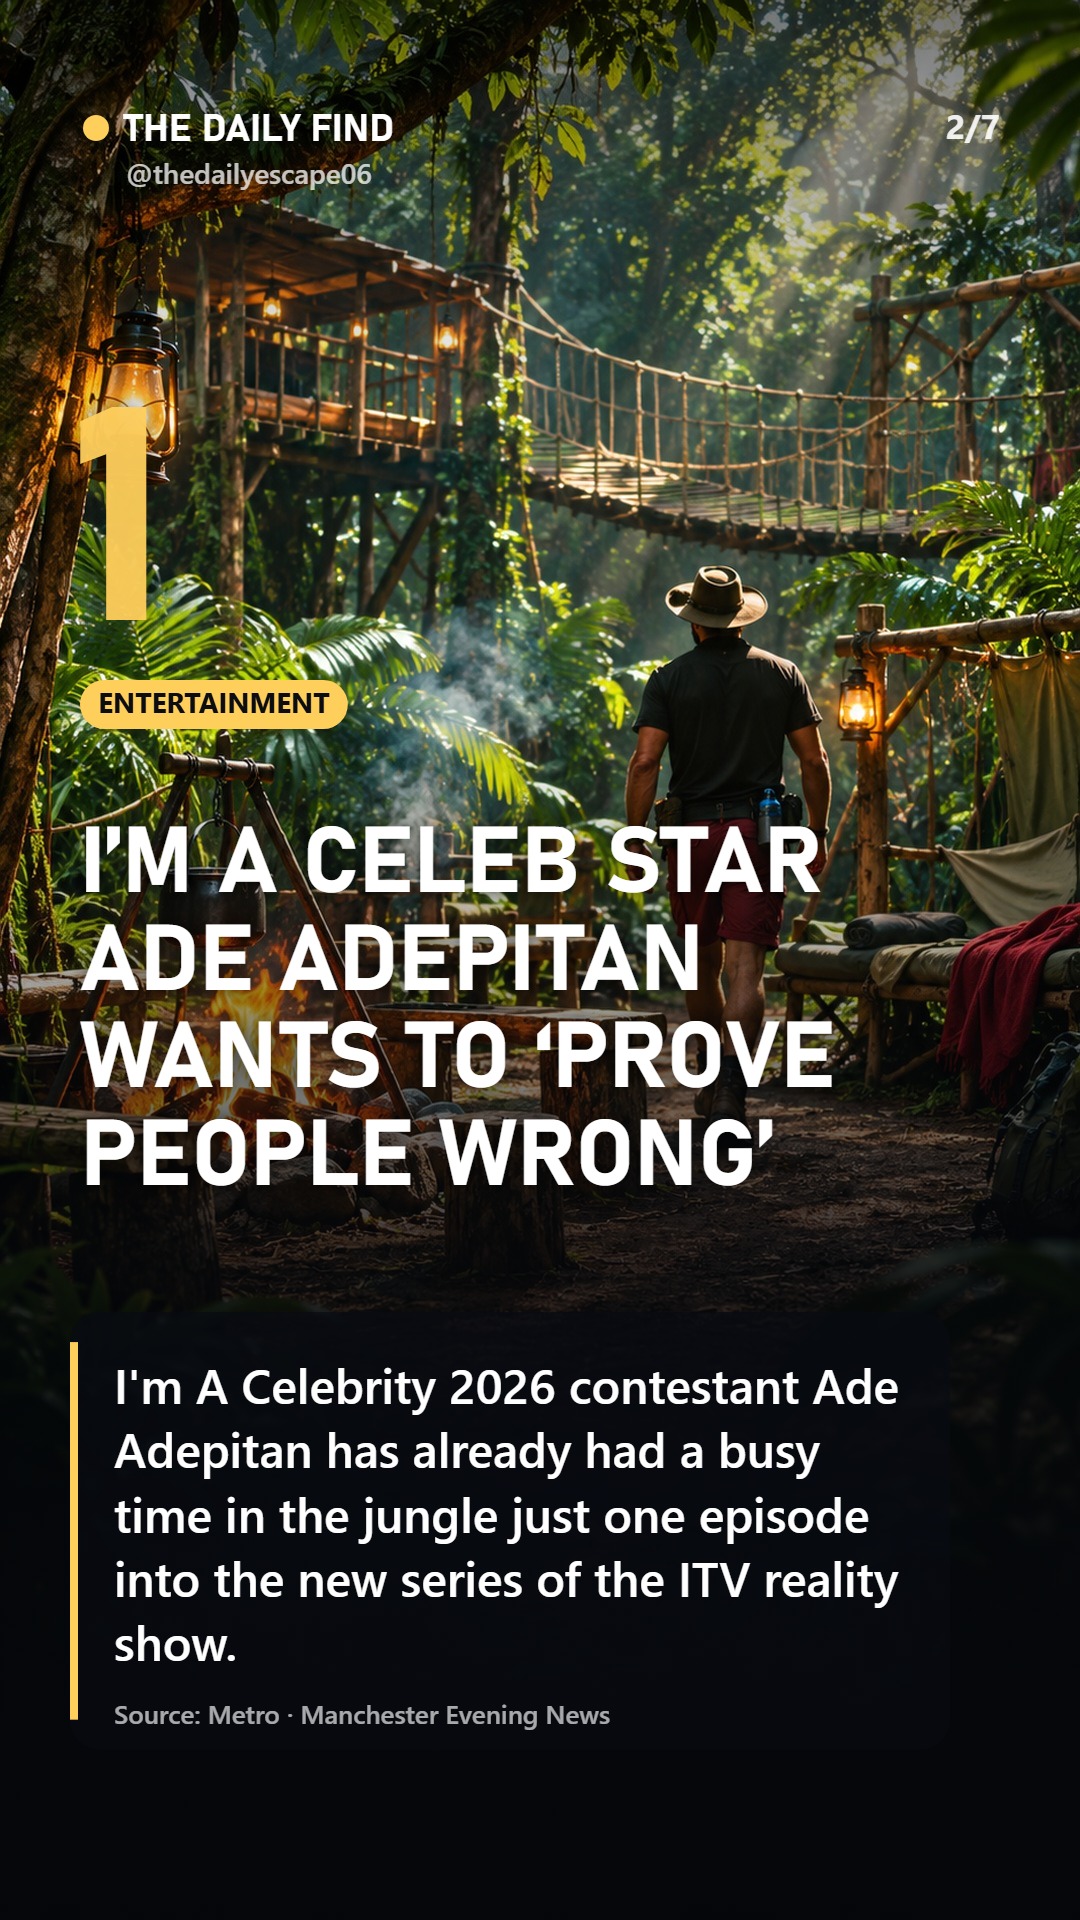 THE DAILY FIND
2/7
@thedailyescape06
1
ENTERTAINMENT
I’M A CELEB STAR
ADE ADEPITAN
WANTS TO ‘PROVE
PEOPLE WRONG’
I'm A Celebrity 2026 contestant Ade
Adepitan has already had a busy
time in the jungle just one episode
into the new series of the ITV reality
show.
Source: Metro · Manchester Evening News